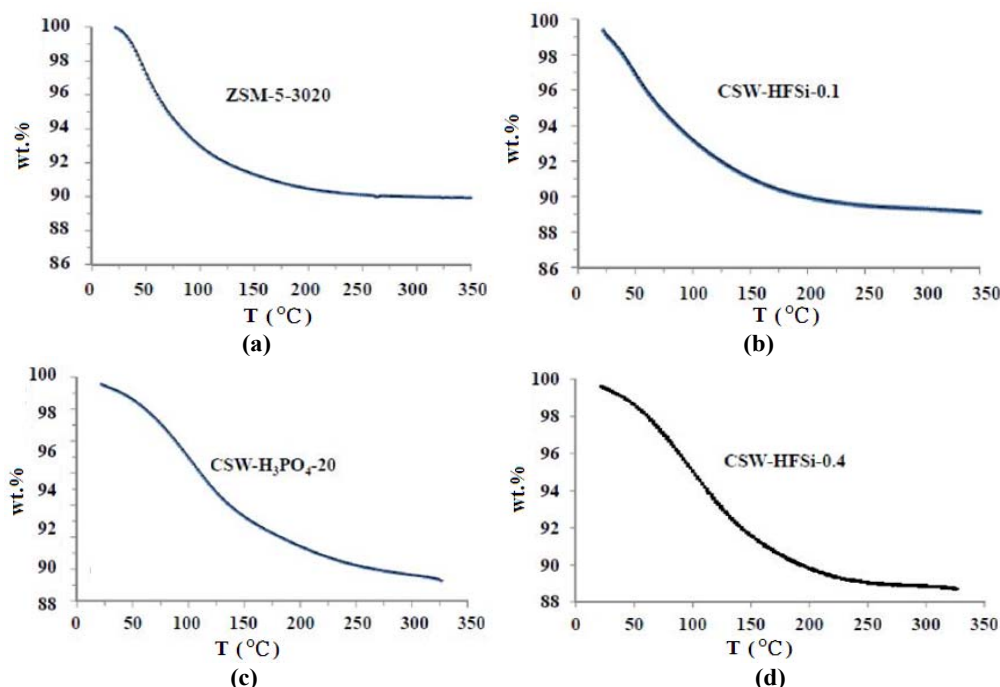 100
98
96
94
92
90
88
86
wt.%
ZSM-5-3020
0 50 100 150 200 250 300 350
T (°C)
(a)
100
98
96
94
92
90
88
86
wt.%
CSW-HFSi-0.1
0 50 100 150 200 250 300 350
T (°C)
(b)
100
98
96
94
92
90
88
wt.%
CSW-H₃PO₄-20
0 50 100 150 200 250 300 350
T (°C)
(c)
100
98
96
94
92
90
88
wt.%
CSW-HFSi-0.4
0 50 100 150 200 250 300 350
T (°C)
(d)